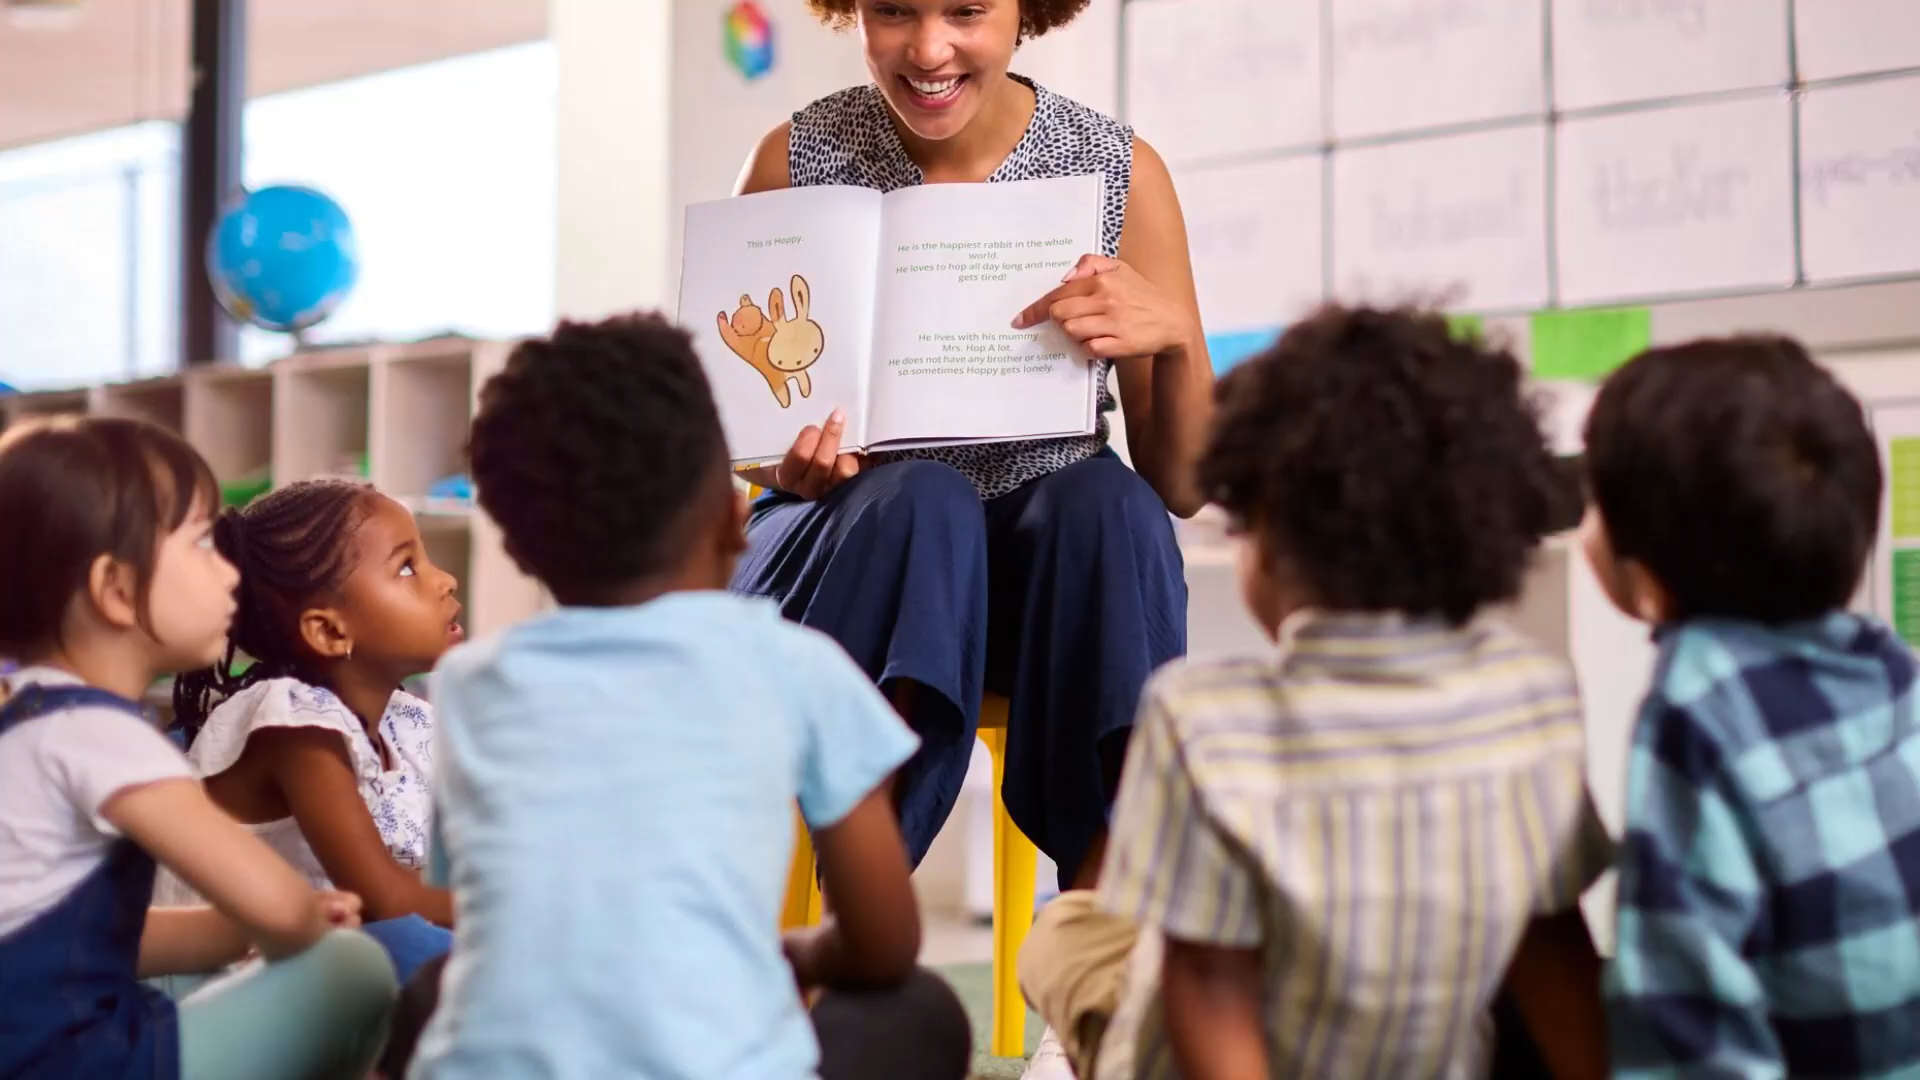 This is Hoppy.
He is the happiest rabbit in the whole
world.
He loves to hop all day long and never
gets tired!
He lives with his mummy
Mrs. Hop A lot.
He does not have any brother or sisters
so sometimes Hoppy gets lonely.